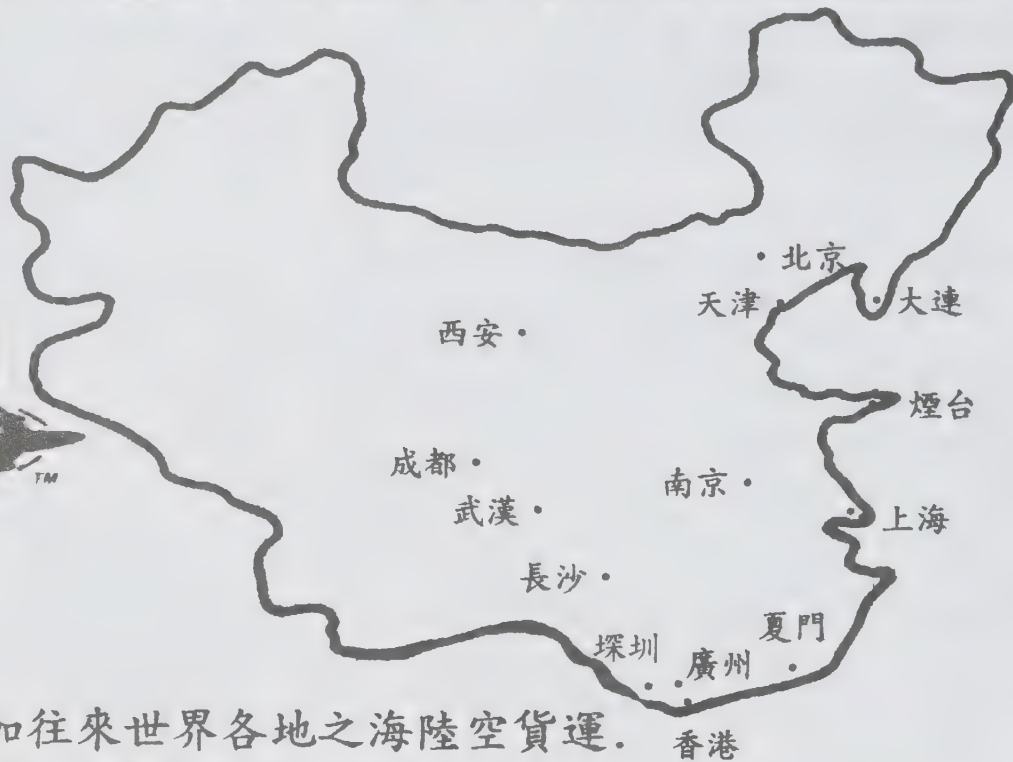 北京
天津
大連
西安
煙台
TM
成都
南京
武漢
上海
長沙
夏門
堔圳
廣州
往來世界各地之海陸空貨運.
香港